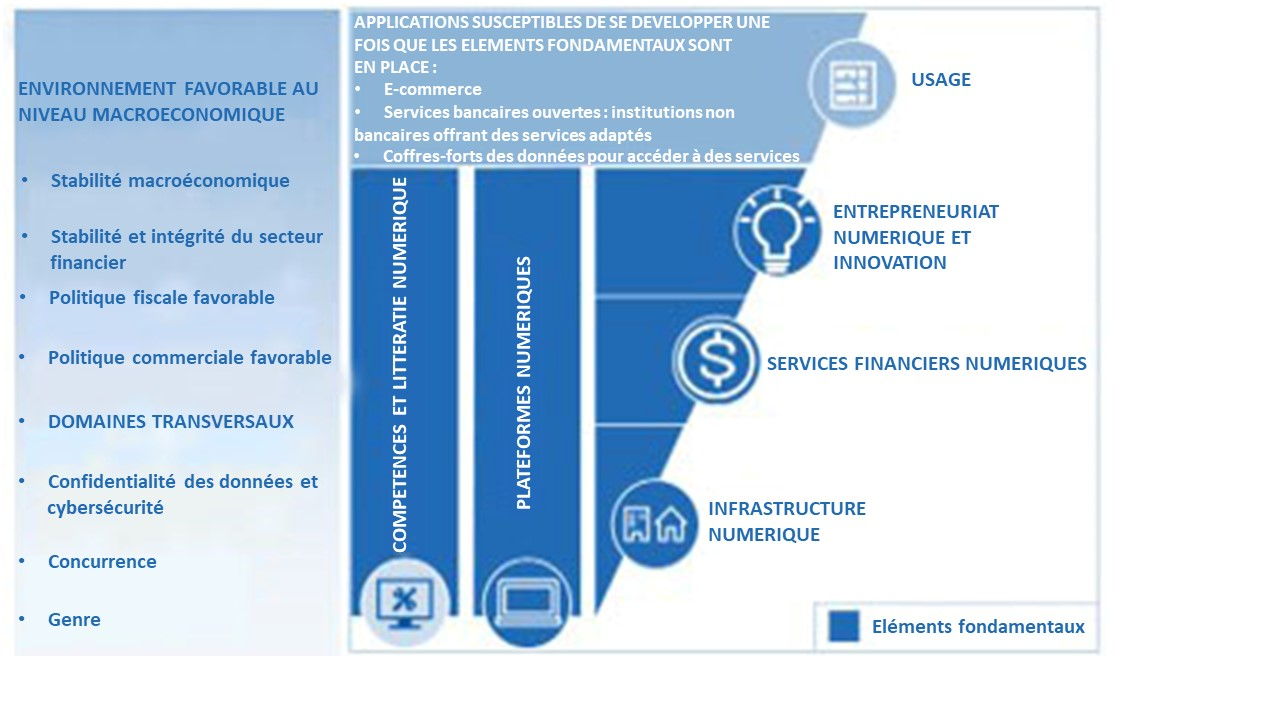 ENVIRONNEMENT FAVORABLE AU
NIVEAU MACROECONOMIQUE
• Stabilité macroéconomique
• Stabilité et intégrité du secteur
financier
• Politique fiscale favorable
• Politique commerciale favorable
• DOMAINES TRANSVERSAUX
• Confidentialité des données et
cybersécurité
• Concurrence
• Genre
APPLICATIONS SUSCEPTIBLES DE SE DEVELOPPER UNE
FOIS QUE LES ELEMENTS FONDAMENTAUX SONT
EN PLACE :
• E-commerce
• Services bancaires ouvertes : institutions non
bancaires offrant des services adaptés
• Coffres-forts des données pour accéder à des services
USAGE
COMPETENCES ET LITTERATIE NUMERIQUE
PLATEFORMES NUMERIQUES
ENTREPRENEURIAT
NUMERIQUE ET
INNOVATION
$
SERVICES FINANCIERS NUMERIQUES
INFRASTRUCTURE
NUMERIQUE
Eléments fondamentaux